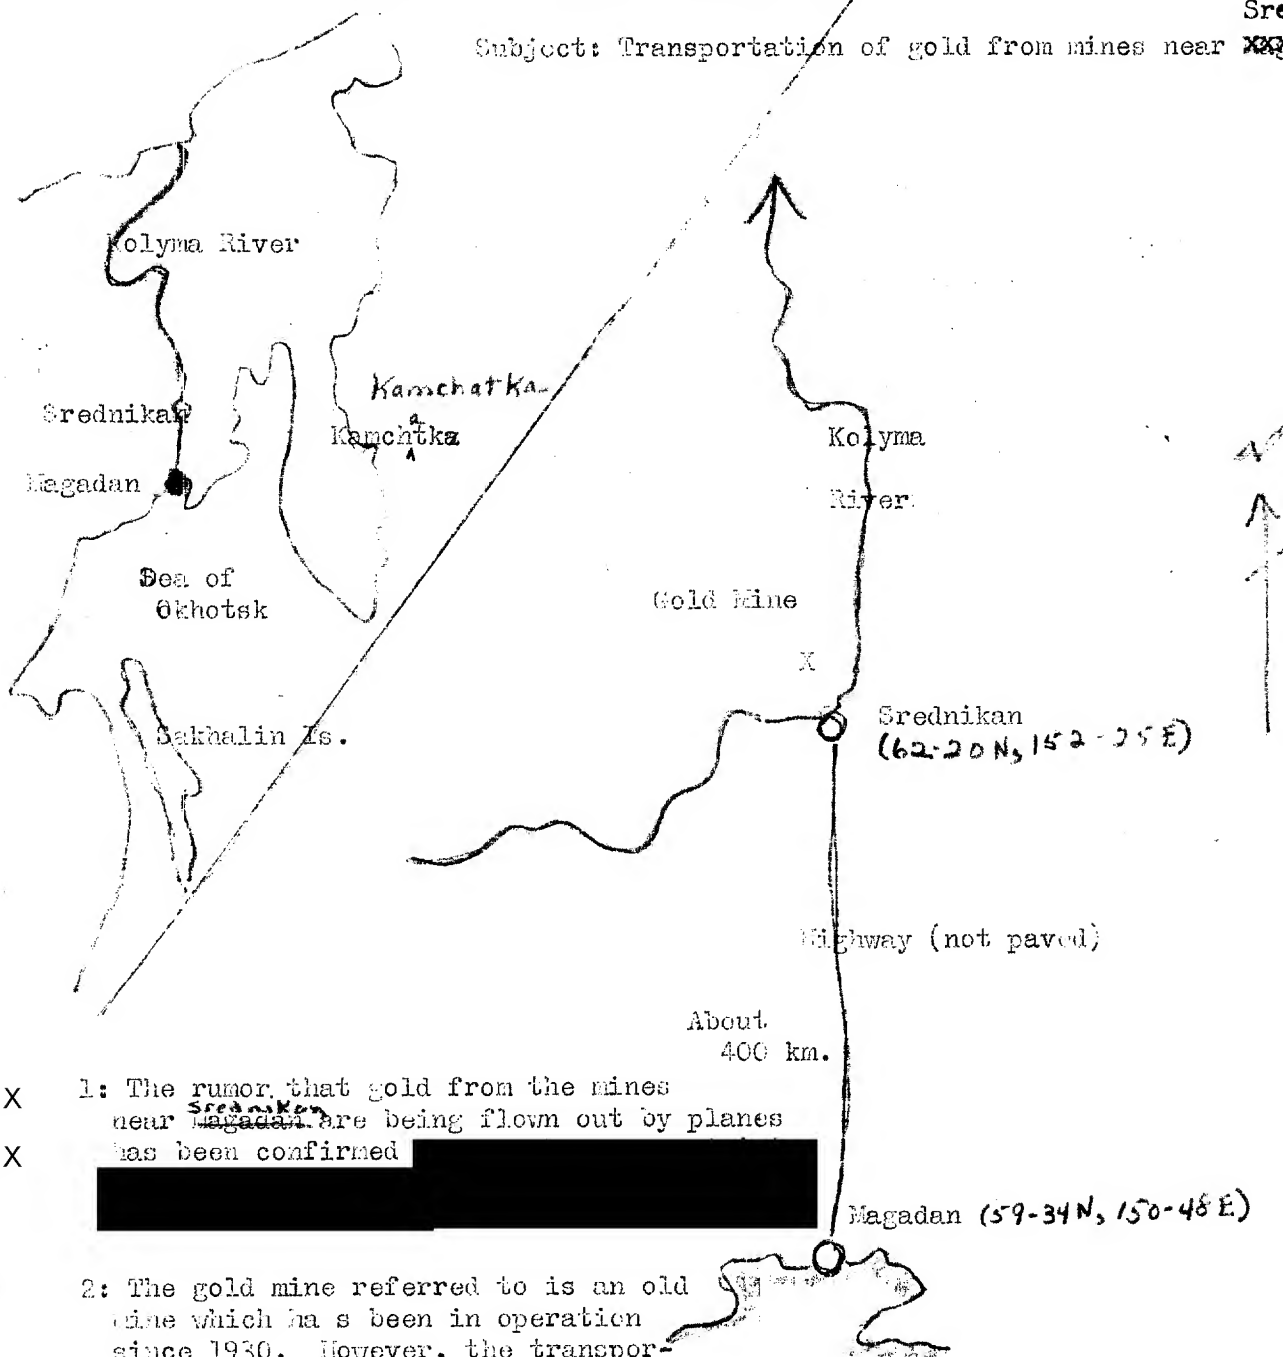 Sre
Subject: Transportation of gold from mines near
Kolyma River
Kamchatka
Srednikan
Kamchtka
a
Magadan
Sea of
Okhotsk
Sakhalin Is.
Kolyma
River
Gold Mine
X
Srednikan
(62-20 N, 152-25 E)
Highway (not paved)
About
400 km.
X 1: The rumor that gold from the mines
Srednikan
near Magadan are being flown out by planes
X has been confirmed
Magadan (59-34 N, 150-48 E)
2: The gold mine referred to is an old
mine which ha s been in operation
since 1930. However, the transpor-